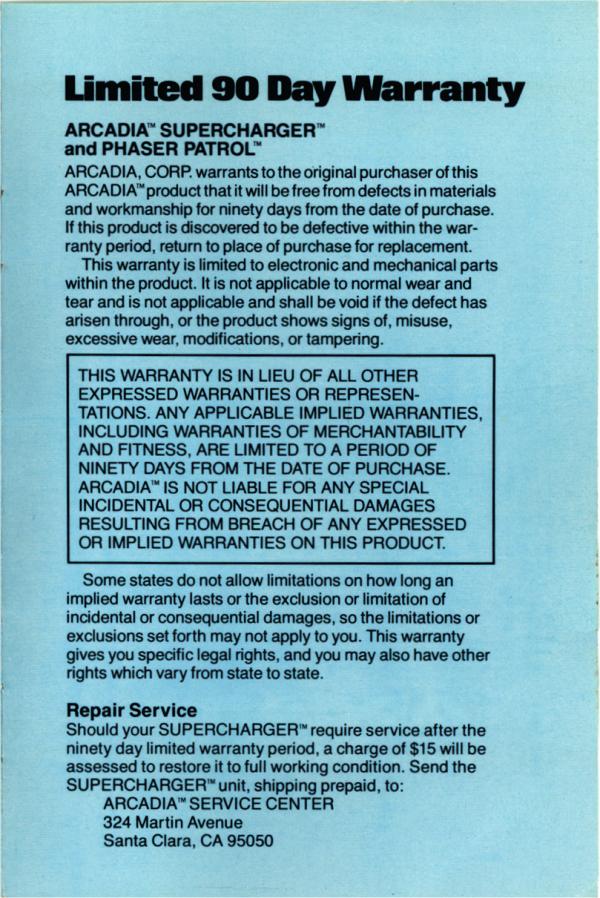 Limited 90 Day Warranty
ARCADIA™ SUPERCHARGER™
and PHASER PATROL™
ARCADIA, CORP. warrants to the original purchaser of this
ARCADIA™ product that it will be free from defects in materials
and workmanship for ninety days from the date of purchase.
If this product is discovered to be defective within the war-
ranty period, return to place of purchase for replacement.
This warranty is limited to electronic and mechanical parts
within the product. It is not applicable to normal wear and
tear and is not applicable and shall be void if the defect has
arisen through, or the product shows signs of, misuse,
excessive wear, modifications, or tampering.
THIS WARRANTY IS IN LIEU OF ALL OTHER
EXPRESSED WARRANTIES OR REPRESEN-
TATIONS. ANY APPLICABLE IMPLIED WARRANTIES,
INCLUDING WARRANTIES OF MERCHANTABILITY
AND FITNESS, ARE LIMITED TO A PERIOD OF
NINETY DAYS FROM THE DATE OF PURCHASE.
ARCADIA™ IS NOT LIABLE FOR ANY SPECIAL
INCIDENTAL OR CONSEQUENTIAL DAMAGES
RESULTING FROM BREACH OF ANY EXPRESSED
OR IMPLIED WARRANTIES ON THIS PRODUCT.
Some states do not allow limitations on how long an
implied warranty lasts or the exclusion or limitation of
incidental or consequential damages, so the limitations or
exclusions set forth may not apply to you. This warranty
gives you specific legal rights, and you may also have other
rights which vary from state to state.
Repair Service
Should your SUPERCHARGER™ require service after the
ninety day limited warranty period, a charge of $15 will be
assessed to restore it to full working condition. Send the
SUPERCHARGER™ unit, shipping prepaid, to:
ARCADIA™ SERVICE CENTER
324 Martin Avenue
Santa Clara, CA 95050